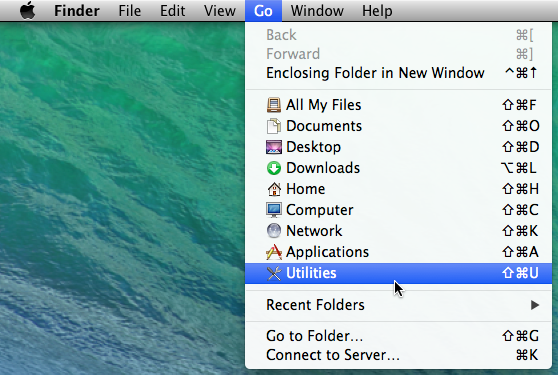 Finder File Edit View Go Window Help
Back ⌘[
Forward ⌘]
Enclosing Folder in New Window ^⌘↑
All My Files ⇧⌘F
Documents ⇧⌘O
Desktop ⇧⌘D
Downloads ⌥⌘L
Home ⇧⌘H
Computer ⇧⌘C
Network ⇧⌘K
Applications ⇧⌘A
Utilities ⇧⌘U
Recent Folders ▶
Go to Folder... ⇧⌘G
Connect to Server... ⌘K